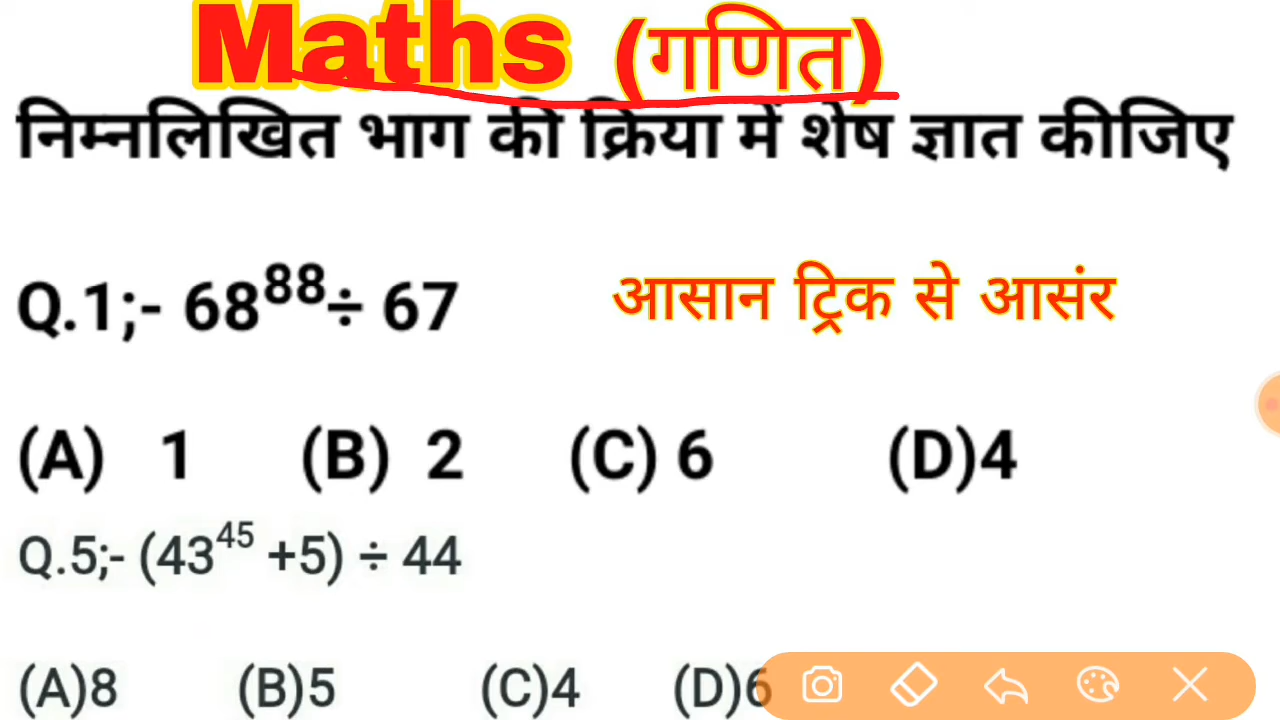 Maths (गणित)
निम्नलिखित भाग की क्रिया में शेष ज्ञात कीजिए
Q.1;- 68⁸⁸÷ 67
आसान ट्रिक से आसंर
(A) 1 (B) 2 (C) 6 (D)4
Q.5;- (43⁴⁵ +5) ÷ 44
(A)8 (B)5 (C)4 (D)6